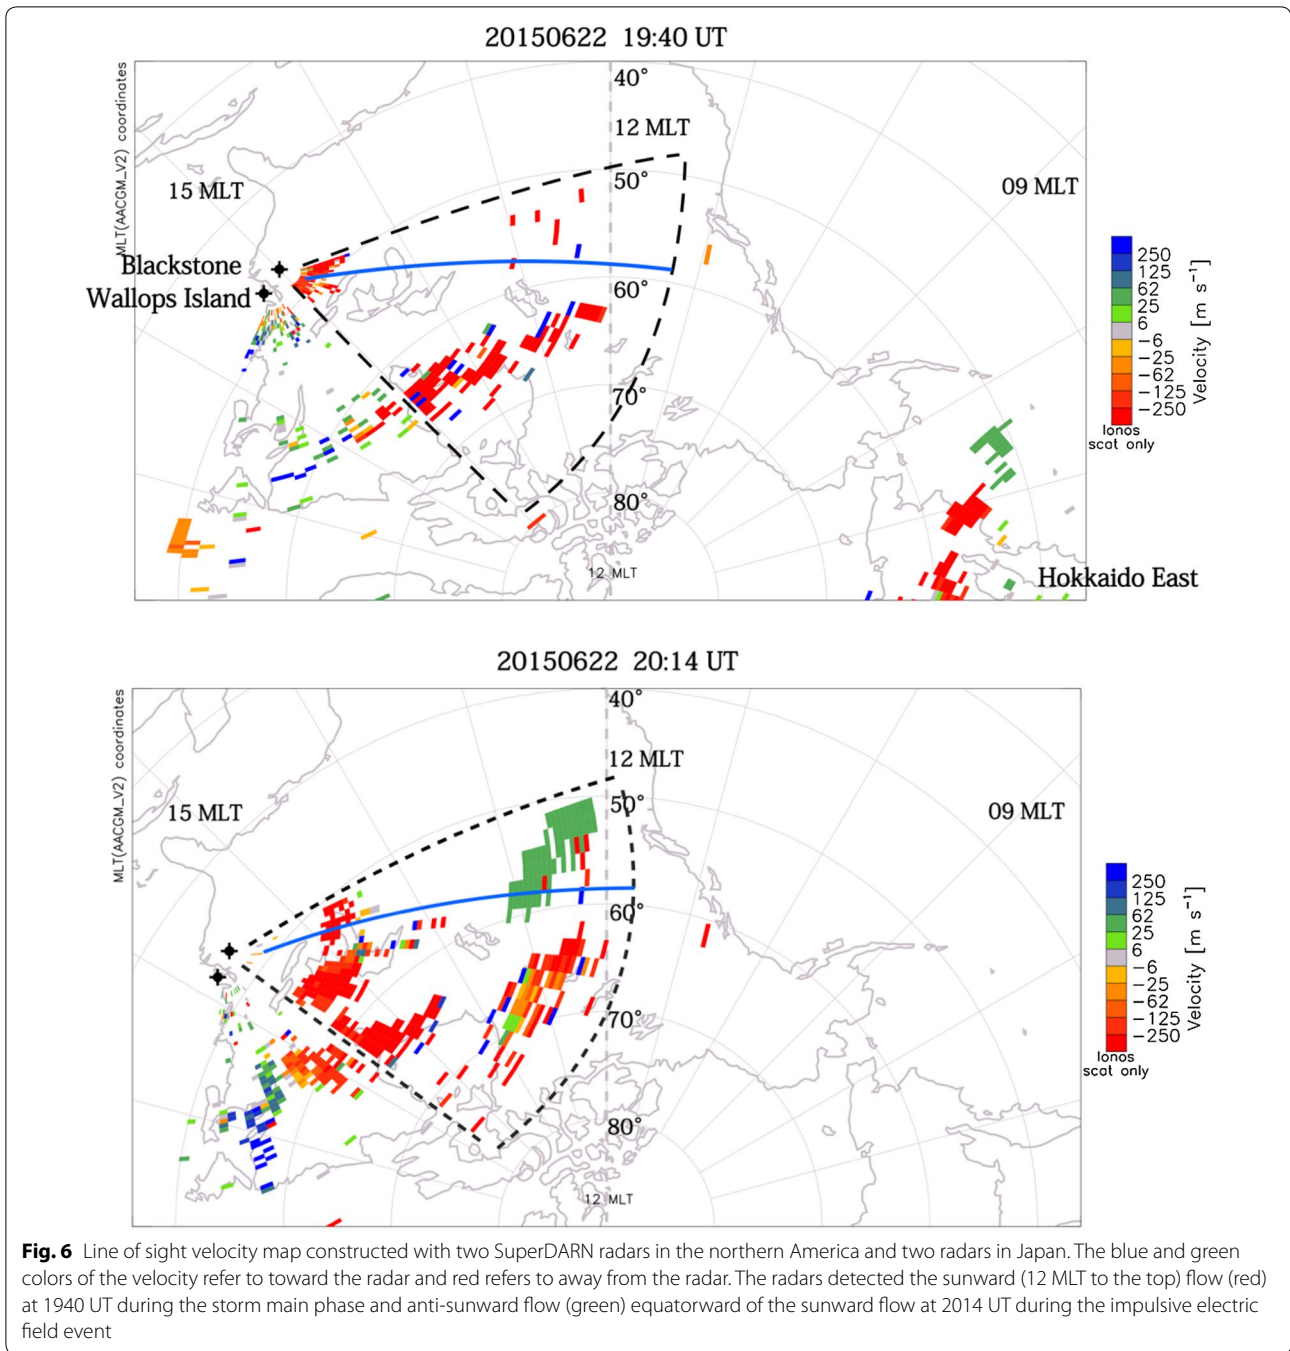 20150622 19:40 UT
MLT(AACGM_V2) coordinates
40°
12 MLT
50°
15 MLT
09 MLT
Blackstone
Wallops Island
60°
70°
80°
12 MLT
Hokkaido East
250
125
62
25
6
−6
−25
−62
−125
−250
Velocity [m s⁻¹]
Ionos
scat only
20150622 20:14 UT
MLT(AACGM_V2) coordinates
40°
12 MLT
50°
15 MLT
09 MLT
60°
70°
80°
12 MLT
250
125
62
25
6
−6
−25
−62
−125
−250
Velocity [m s⁻¹]
Ionos
scat only
Fig. 6 Line of sight velocity map constructed with two SuperDARN radars in the northern America and two radars in Japan. The blue and green
colors of the velocity refer to toward the radar and red refers to away from the radar. The radars detected the sunward (12 MLT to the top) flow (red)
at 1940 UT during the storm main phase and anti-sunward flow (green) equatorward of the sunward flow at 2014 UT during the impulsive electric
field event